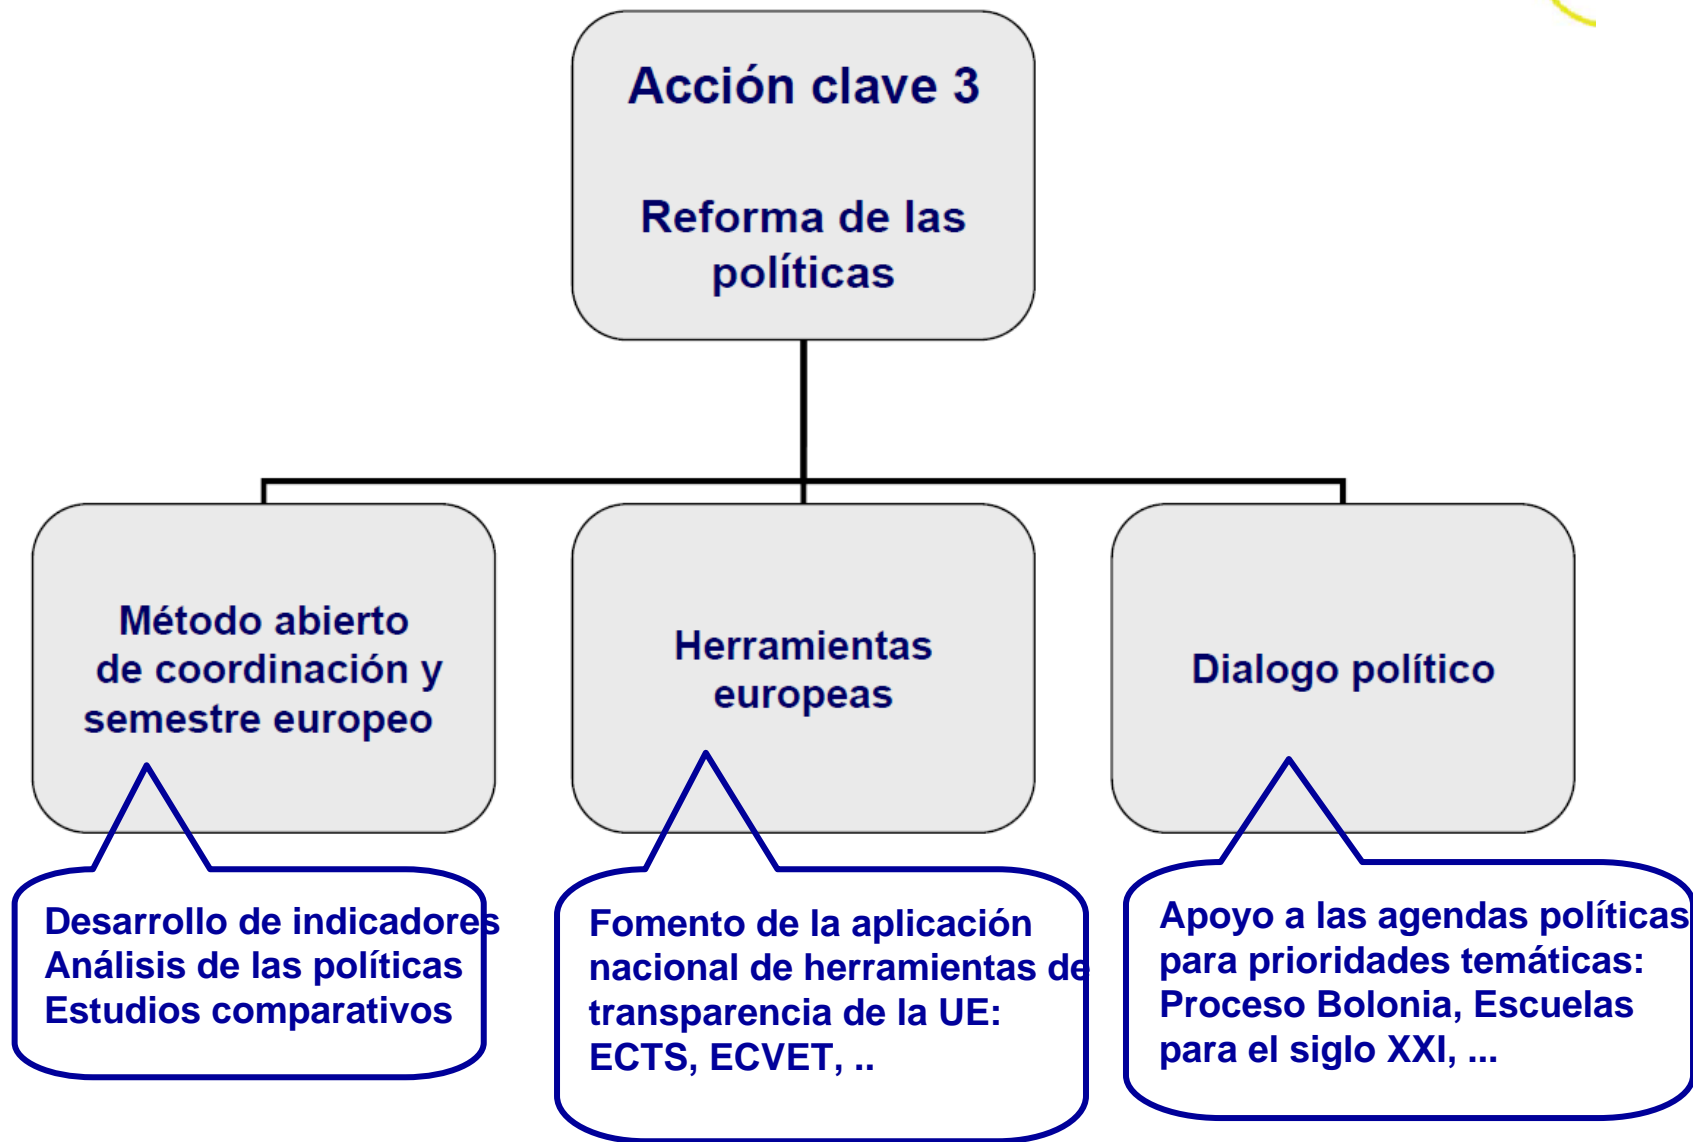 Acción clave 3
Reforma de las
políticas
Método abierto
de coordinación y
semestre europeo
Herramientas
europeas
Dialogo político
Desarrollo de indicadores
Análisis de las políticas
Estudios comparativos
Fomento de la aplicación
nacional de herramientas de
transparencia de la UE:
ECTS, ECVET, ..
Apoyo a las agendas políticas
para prioridades temáticas:
Proceso Bolonia, Escuelas
para el siglo XXI, ...